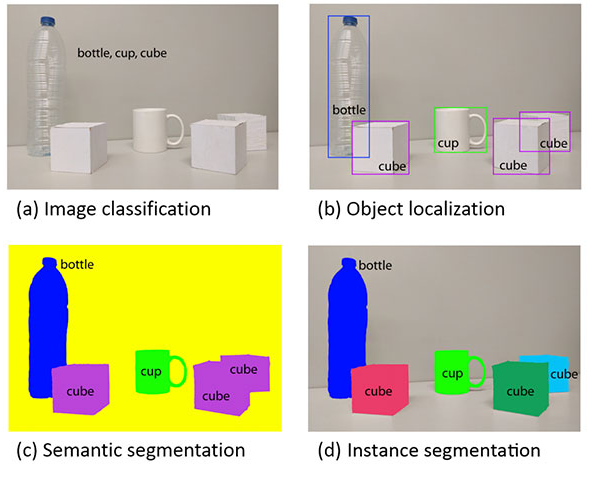 bottle, cup, cube
(a) Image classification
bottle
cup
cube
cube
cube
(b) Object localization
bottle
cup
cube
cube
cube
(c) Semantic segmentation
bottle
cup
cube
cube
cube
(d) Instance segmentation